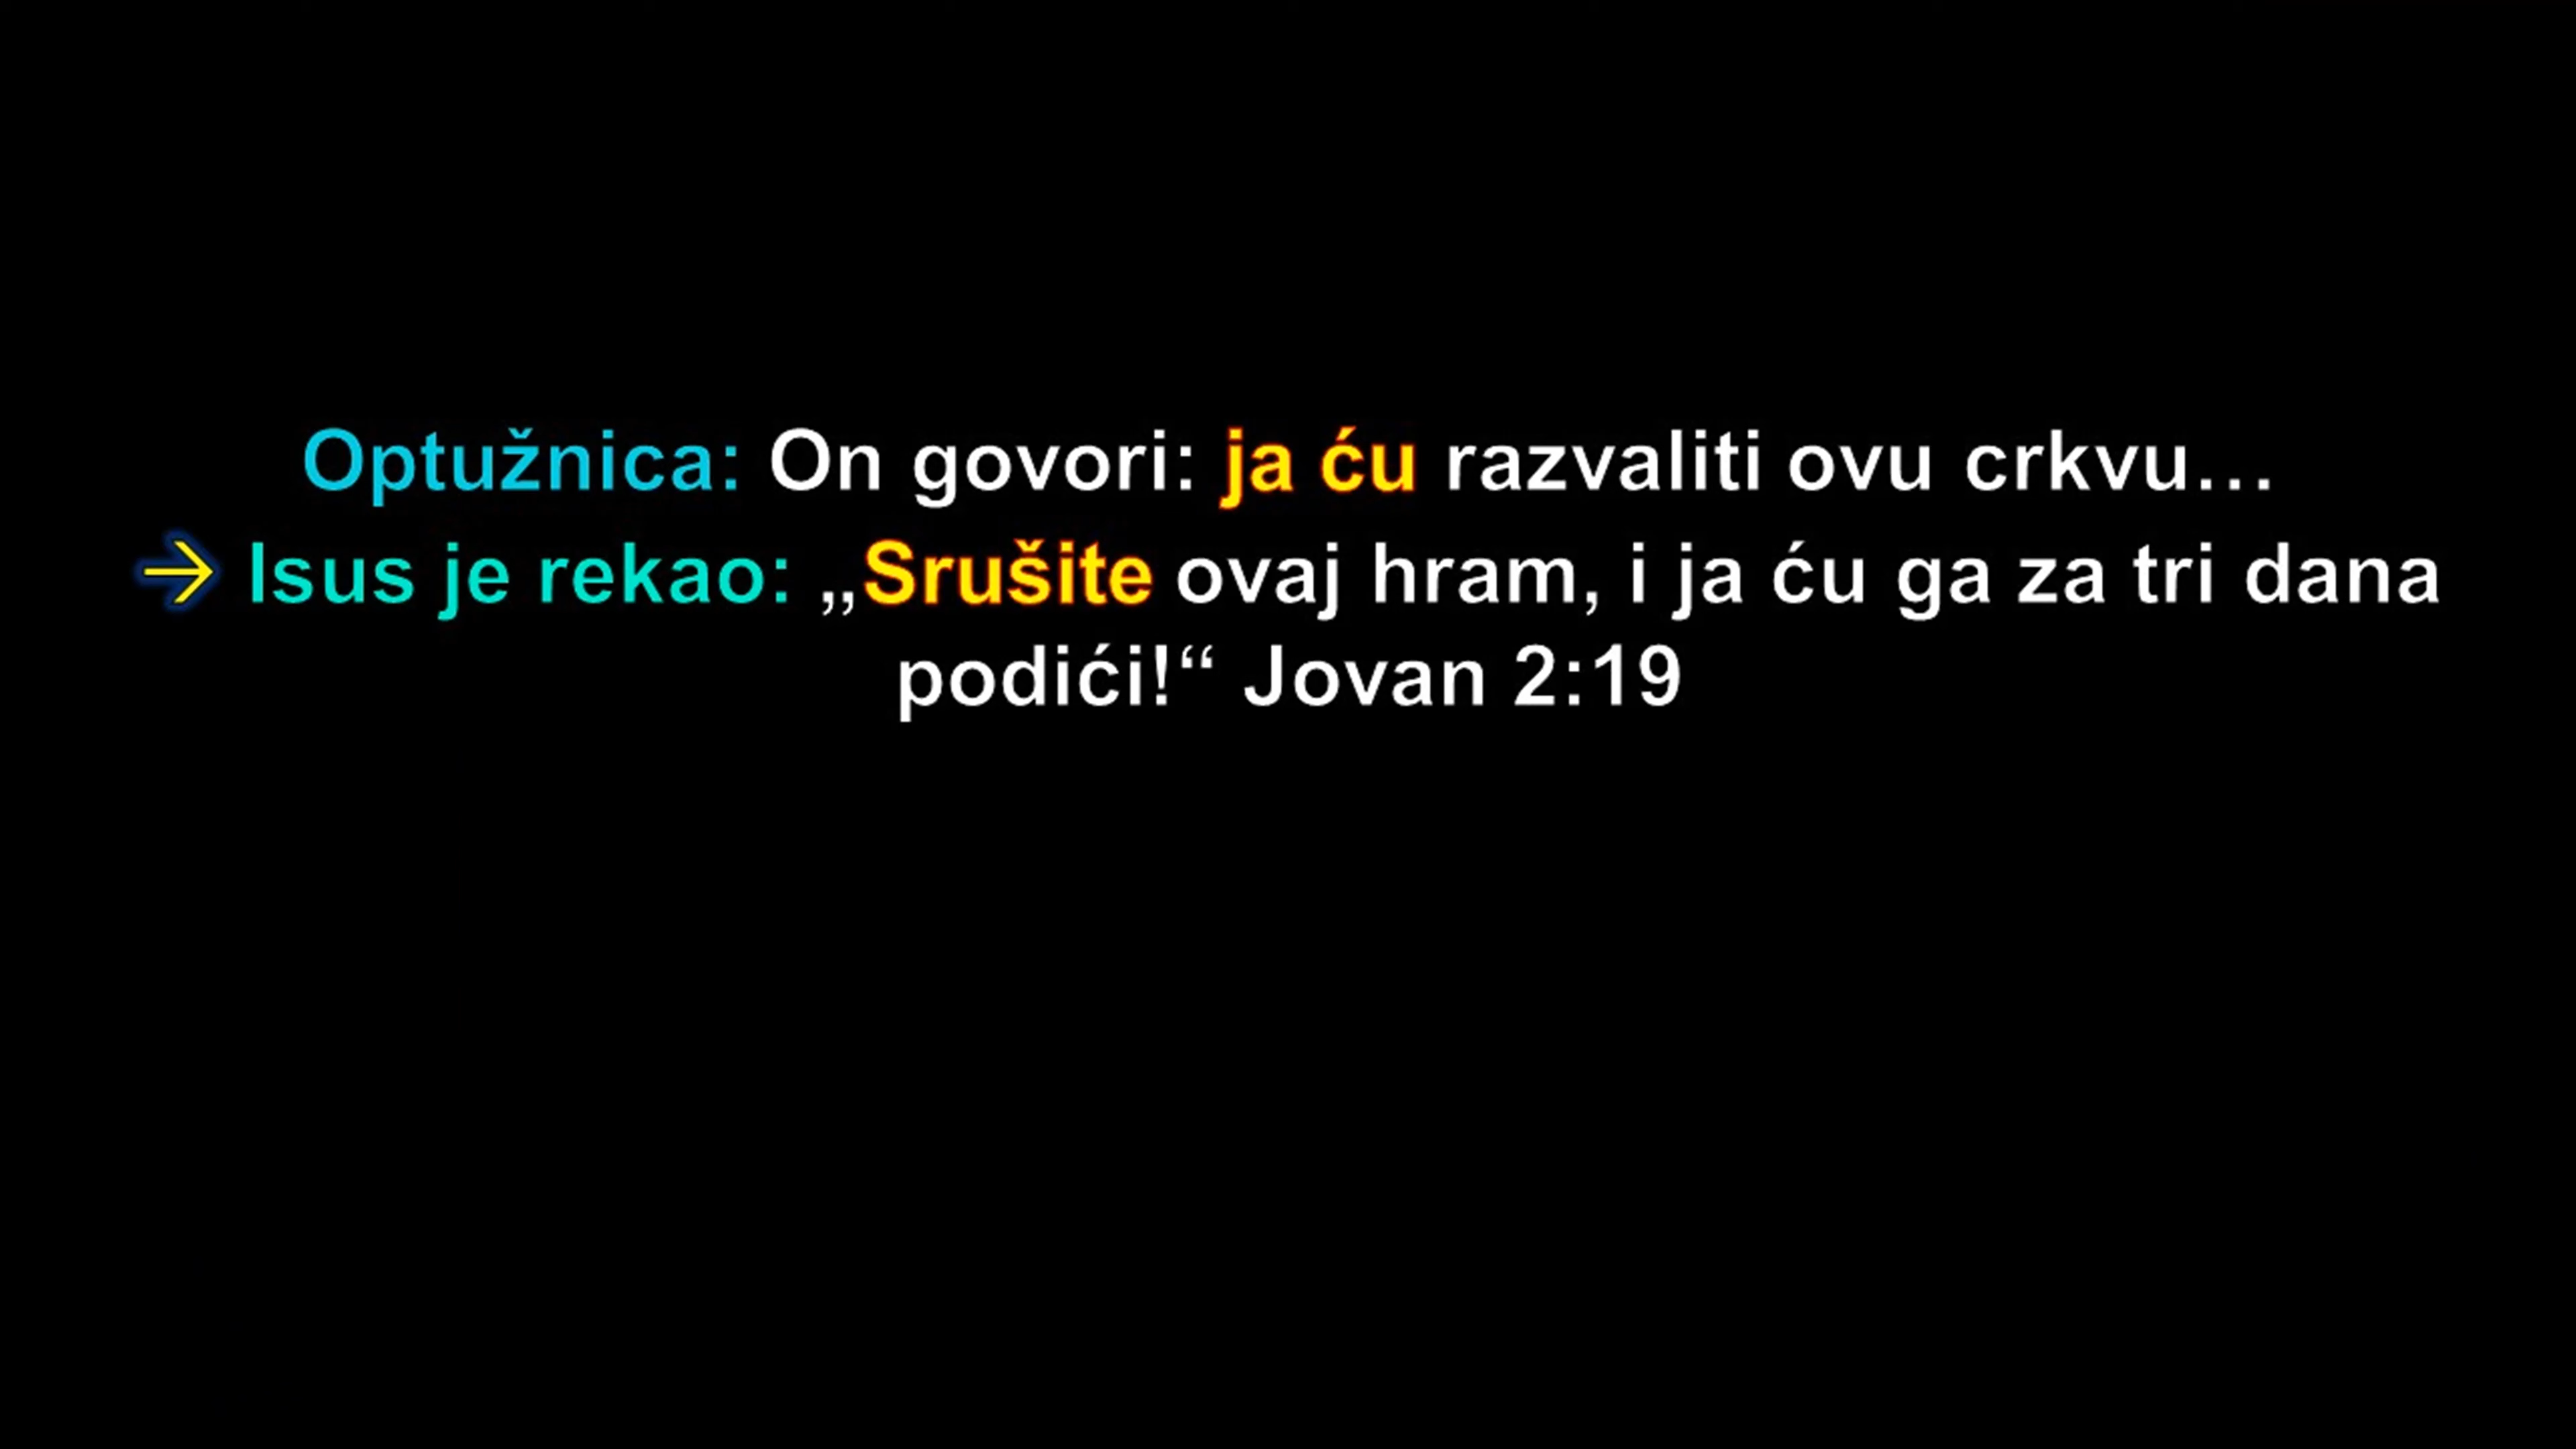 Optužnica: On govori: ja ću razvaliti ovu crkvu…
→ Isus je rekao: „Srušite ovaj hram, i ja ću ga za tri dana
podići!“ Jovan 2:19